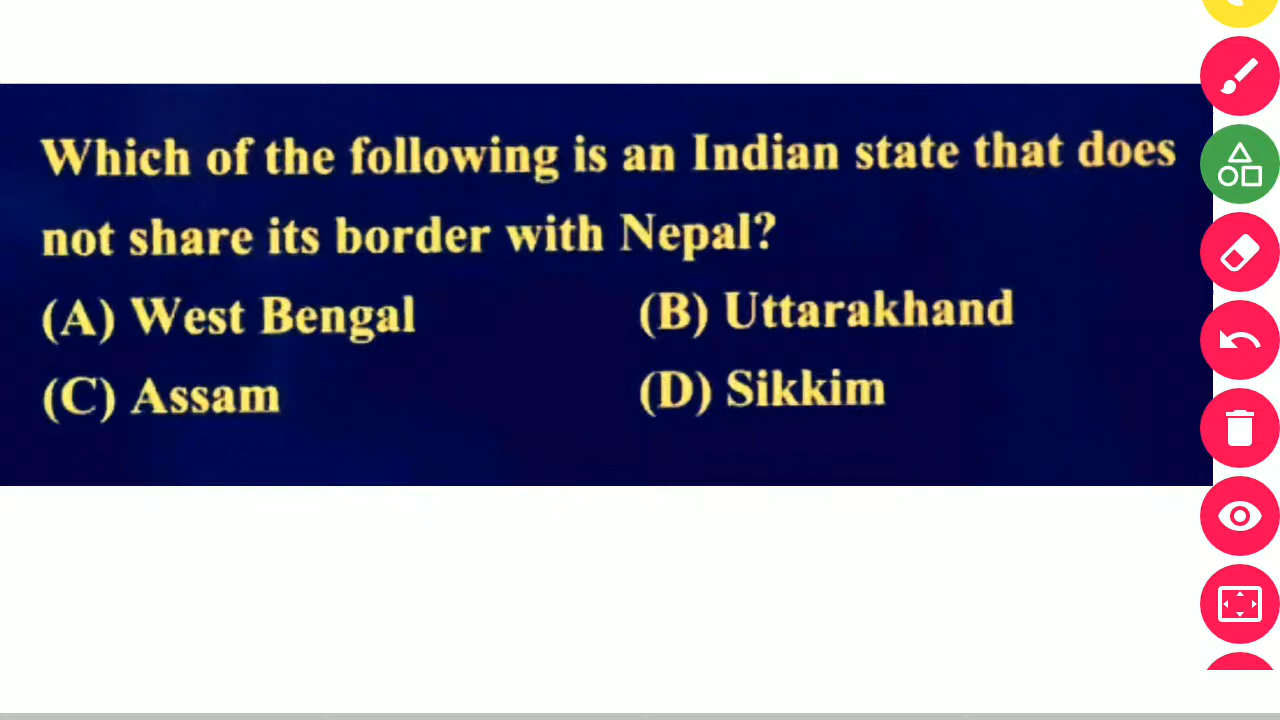 Which of the following is an Indian state that does
not share its border with Nepal?
(A) West Bengal (B) Uttarakhand
(C) Assam (D) Sikkim